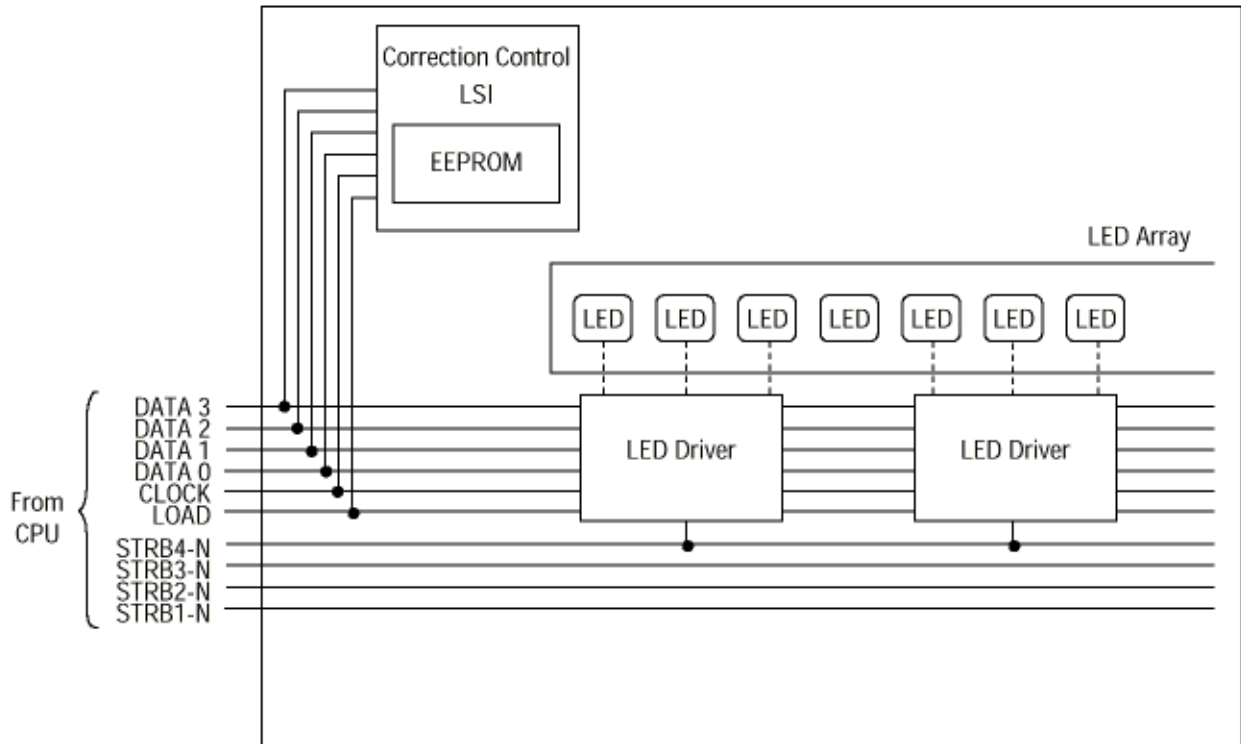 Correction Control
LSI
EEPROM
LED Array
LED LED LED LED LED LED LED
DATA 3
DATA 2
DATA 1
DATA 0
CLOCK
LOAD
LED Driver LED Driver
From
CPU
STRB4-N
STRB3-N
STRB2-N
STRB1-N